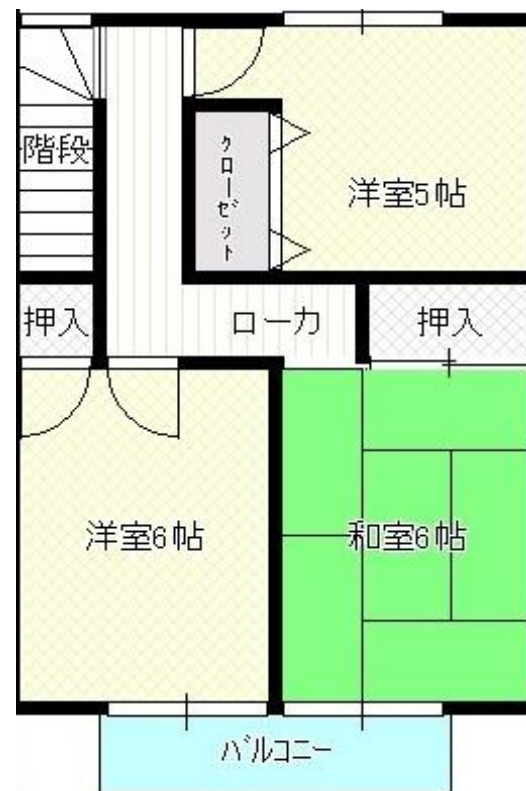 階段
クローゼット
洋室5帖
押入
ローカ
押入
洋室6帖
和室6帖
バルコニー